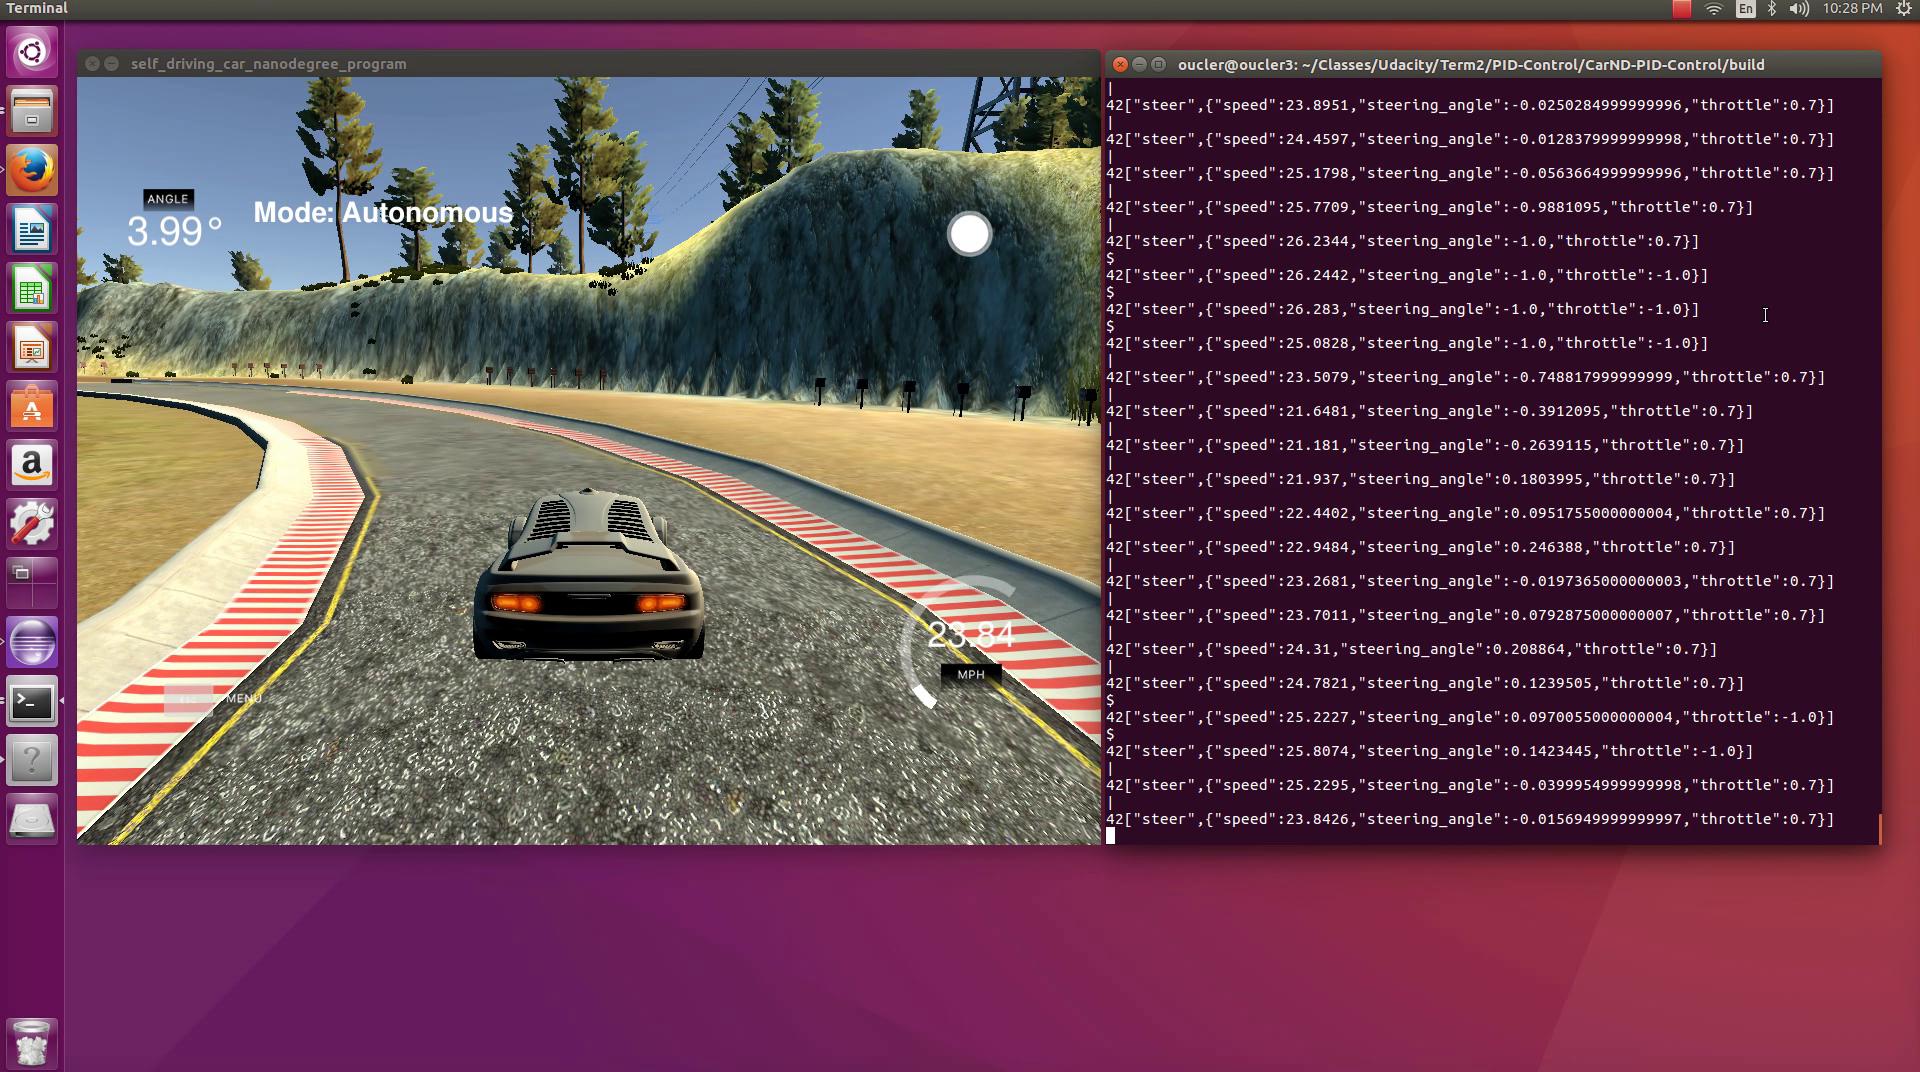 Terminal
En
10:28 PM
self_driving_car_nanodegree_program
ANGLE
3.99°
Mode: Autonomous
23.84
MPH
MENU
oucler@oucler3: ~/Classes/Udacity/Term2/PID-Control/CarND-PID-Control/build
|
42["steer",{"speed":23.8951,"steering_angle":-0.0250284999999996,"throttle":0.7}]
|
42["steer",{"speed":24.4597,"steering_angle":-0.0128379999999998,"throttle":0.7}]
|
42["steer",{"speed":25.1798,"steering_angle":-0.0563664999999996,"throttle":0.7}]
|
42["steer",{"speed":25.7709,"steering_angle":-0.9881095,"throttle":0.7}]
|
42["steer",{"speed":26.2344,"steering_angle":-1.0,"throttle":0.7}]
$
42["steer",{"speed":26.2442,"steering_angle":-1.0,"throttle":-1.0}]
$
42["steer",{"speed":26.283,"steering_angle":-1.0,"throttle":-1.0}]
$
42["steer",{"speed":25.0828,"steering_angle":-1.0,"throttle":-1.0}]
|
42["steer",{"speed":23.5079,"steering_angle":-0.748817999999999,"throttle":0.7}]
|
42["steer",{"speed":21.6481,"steering_angle":-0.3912095,"throttle":0.7}]
|
42["steer",{"speed":21.181,"steering_angle":-0.2639115,"throttle":0.7}]
|
42["steer",{"speed":21.937,"steering_angle":0.1803995,"throttle":0.7}]
|
42["steer",{"speed":22.4402,"steering_angle":0.0951755000000004,"throttle":0.7}]
|
42["steer",{"speed":22.9484,"steering_angle":0.246388,"throttle":0.7}]
|
42["steer",{"speed":23.2681,"steering_angle":-0.0197365000000003,"throttle":0.7}]
|
42["steer",{"speed":23.7011,"steering_angle":0.0792875000000007,"throttle":0.7}]
|
42["steer",{"speed":24.31,"steering_angle":0.208864,"throttle":0.7}]
|
42["steer",{"speed":24.7821,"steering_angle":0.1239505,"throttle":0.7}]
$
42["steer",{"speed":25.2227,"steering_angle":0.0970055000000004,"throttle":-1.0}]
$
42["steer",{"speed":25.8074,"steering_angle":0.1423445,"throttle":-1.0}]
|
42["steer",{"speed":25.2295,"steering_angle":-0.0399954999999998,"throttle":0.7}]
|
42["steer",{"speed":23.8426,"steering_angle":-0.0156949999999997,"throttle":0.7}]